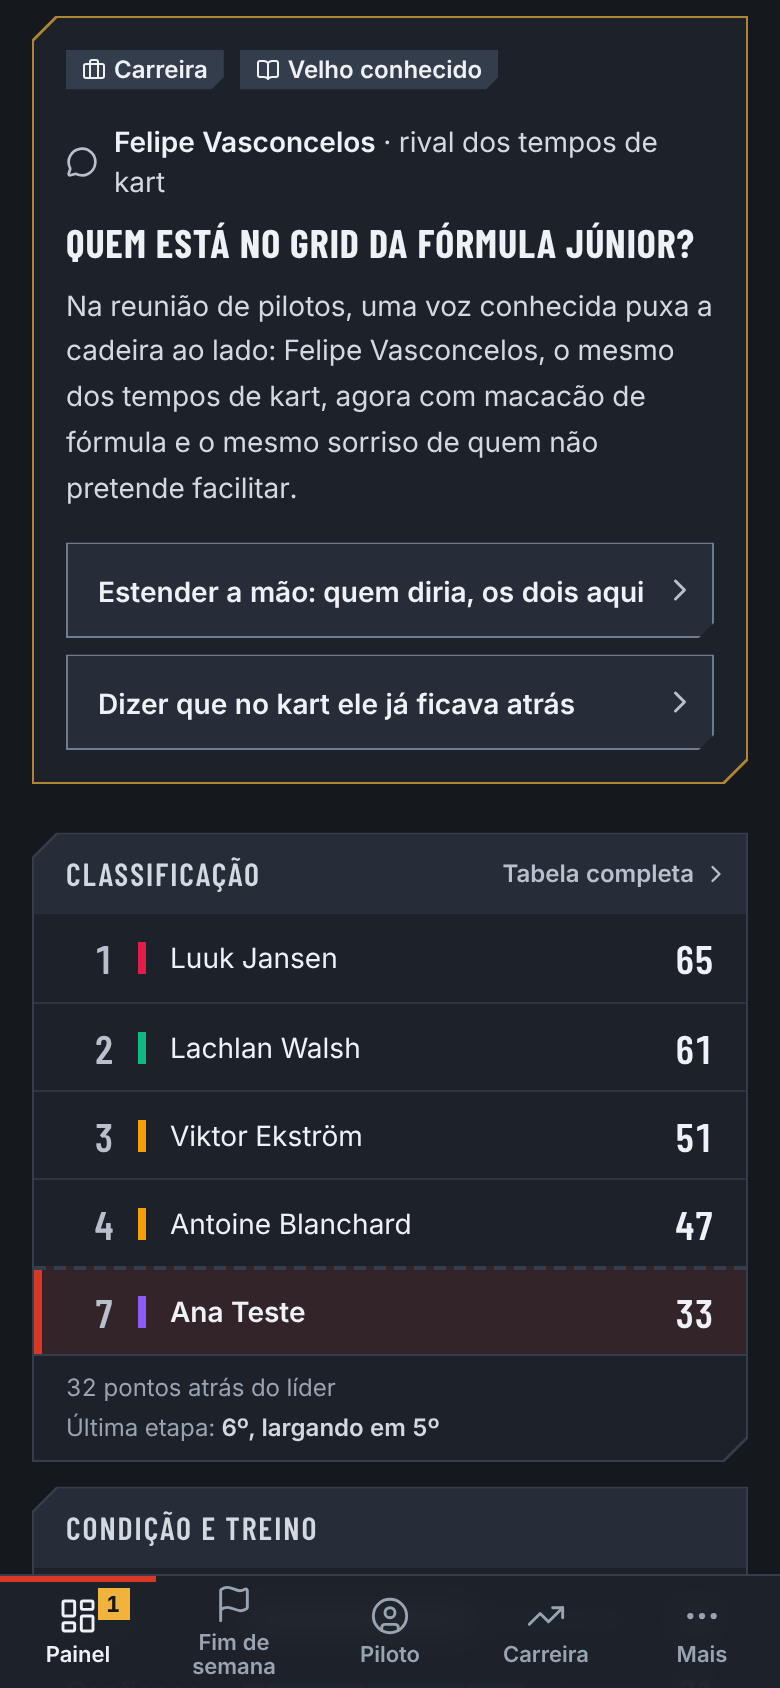 Carreira
Velho conhecido
Felipe Vasconcelos · rival dos tempos de
kart
QUEM ESTÁ NO GRID DA FÓRMULA JÚNIOR?
Na reunião de pilotos, uma voz conhecida puxa a
cadeira ao lado: Felipe Vasconcelos, o mesmo
dos tempos de kart, agora com macacão de
fórmula e o mesmo sorriso de quem não
pretende facilitar.
Estender a mão: quem diria, os dois aqui
Dizer que no kart ele já ficava atrás
CLASSIFICAÇÃO
Tabela completa
1 Luuk Jansen 65
2 Lachlan Walsh 61
3 Viktor Ekström 51
4 Antoine Blanchard 47
7 Ana Teste 33
32 pontos atrás do líder
Última etapa: 6º, largando em 5º
CONDIÇÃO E TREINO
1
Painel
Fim de
semana
Piloto
Carreira
Mais